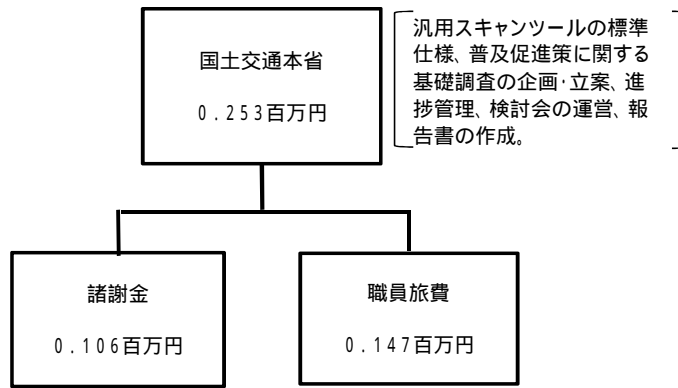 国土交通本省
0.253百万円
汎用スキャンツールの標準
仕様、普及促進策に関する
基礎調査の企画・立案、進
捗管理、検討会の運営、報
告書の作成。
諸謝金
0.106百万円
職員旅費
0.147百万円